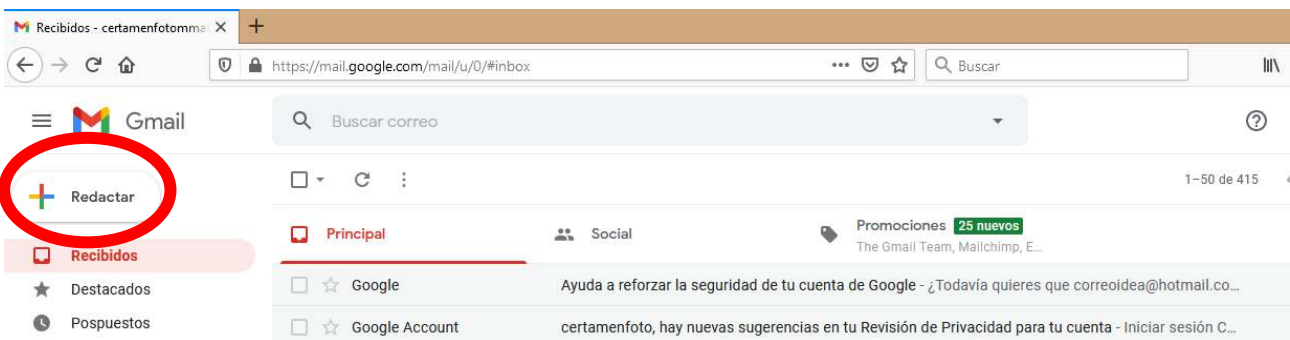 Recibidos - certamenfotomma
https://mail.google.com/mail/u/0/#inbox
Buscar
Gmail
Buscar correo
Redactar
1–50 de 415
Principal
Social
Promociones 25 nuevos
The Gmail Team, Mailchimp, E...
Recibidos
Google Ayuda a reforzar la seguridad de tu cuenta de Google - ¿Todavía quieres que correoidea@hotmail.co...
Destacados
Pospuestos
Google Account certamenfoto, hay nuevas sugerencias en tu Revisión de Privacidad para tu cuenta - Iniciar sesión C...